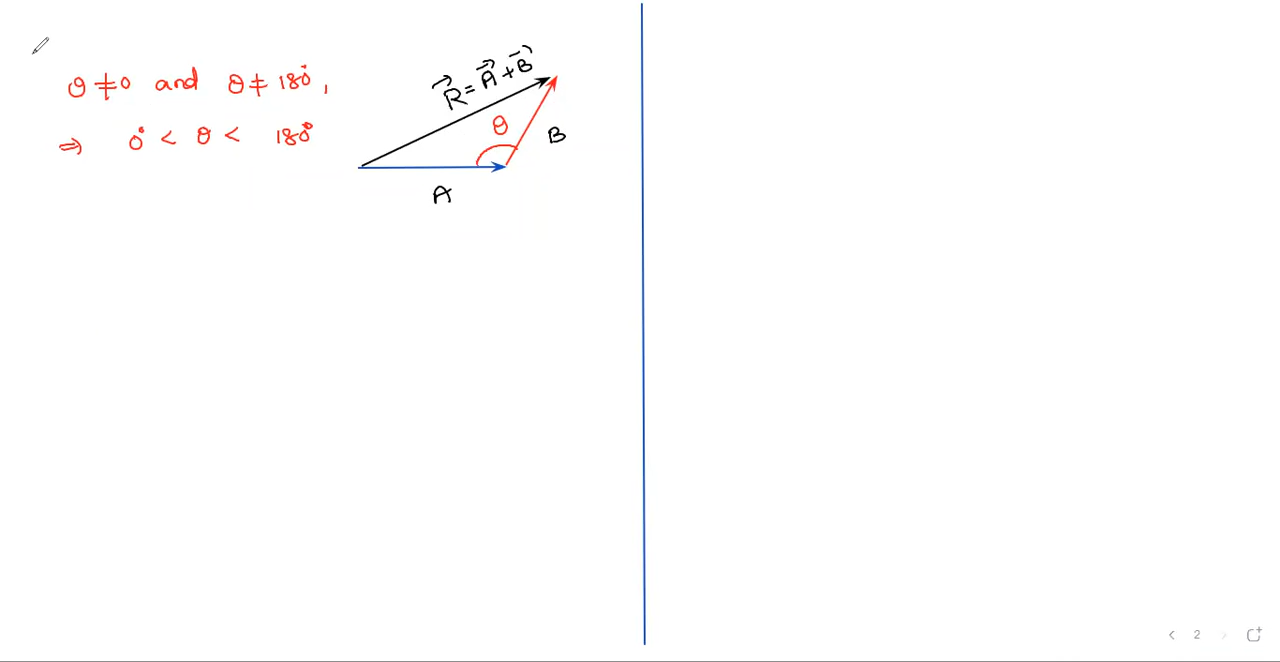 θ ≠ 0 and θ ≠ 180°,
⇒ 0° < θ < 180°
R⃗ = A⃗ + B⃗
θ
B
A
< 2 >